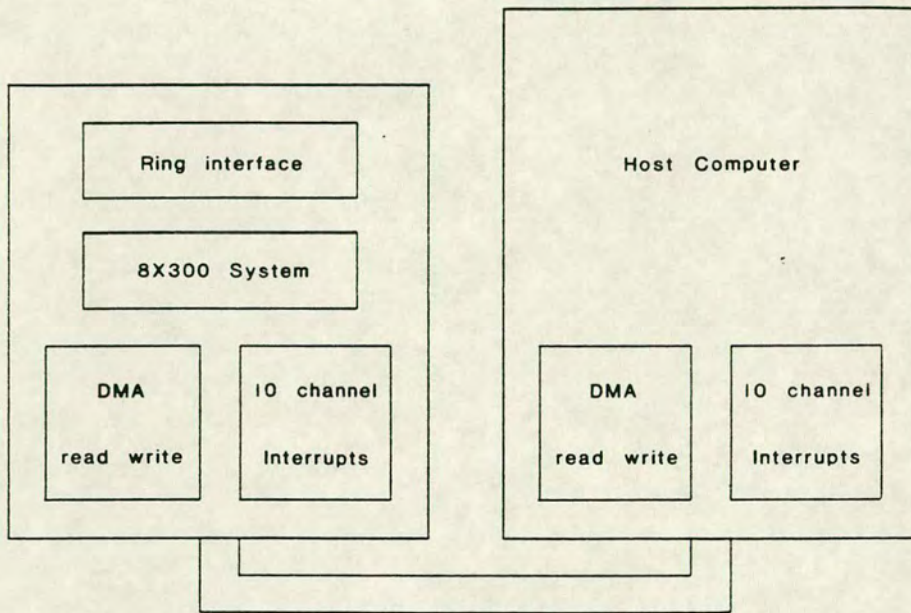 Ring interface
8X300 System
DMA
read write
IO channel
Interrupts
Host Computer
DMA
read write
IO channel
Interrupts